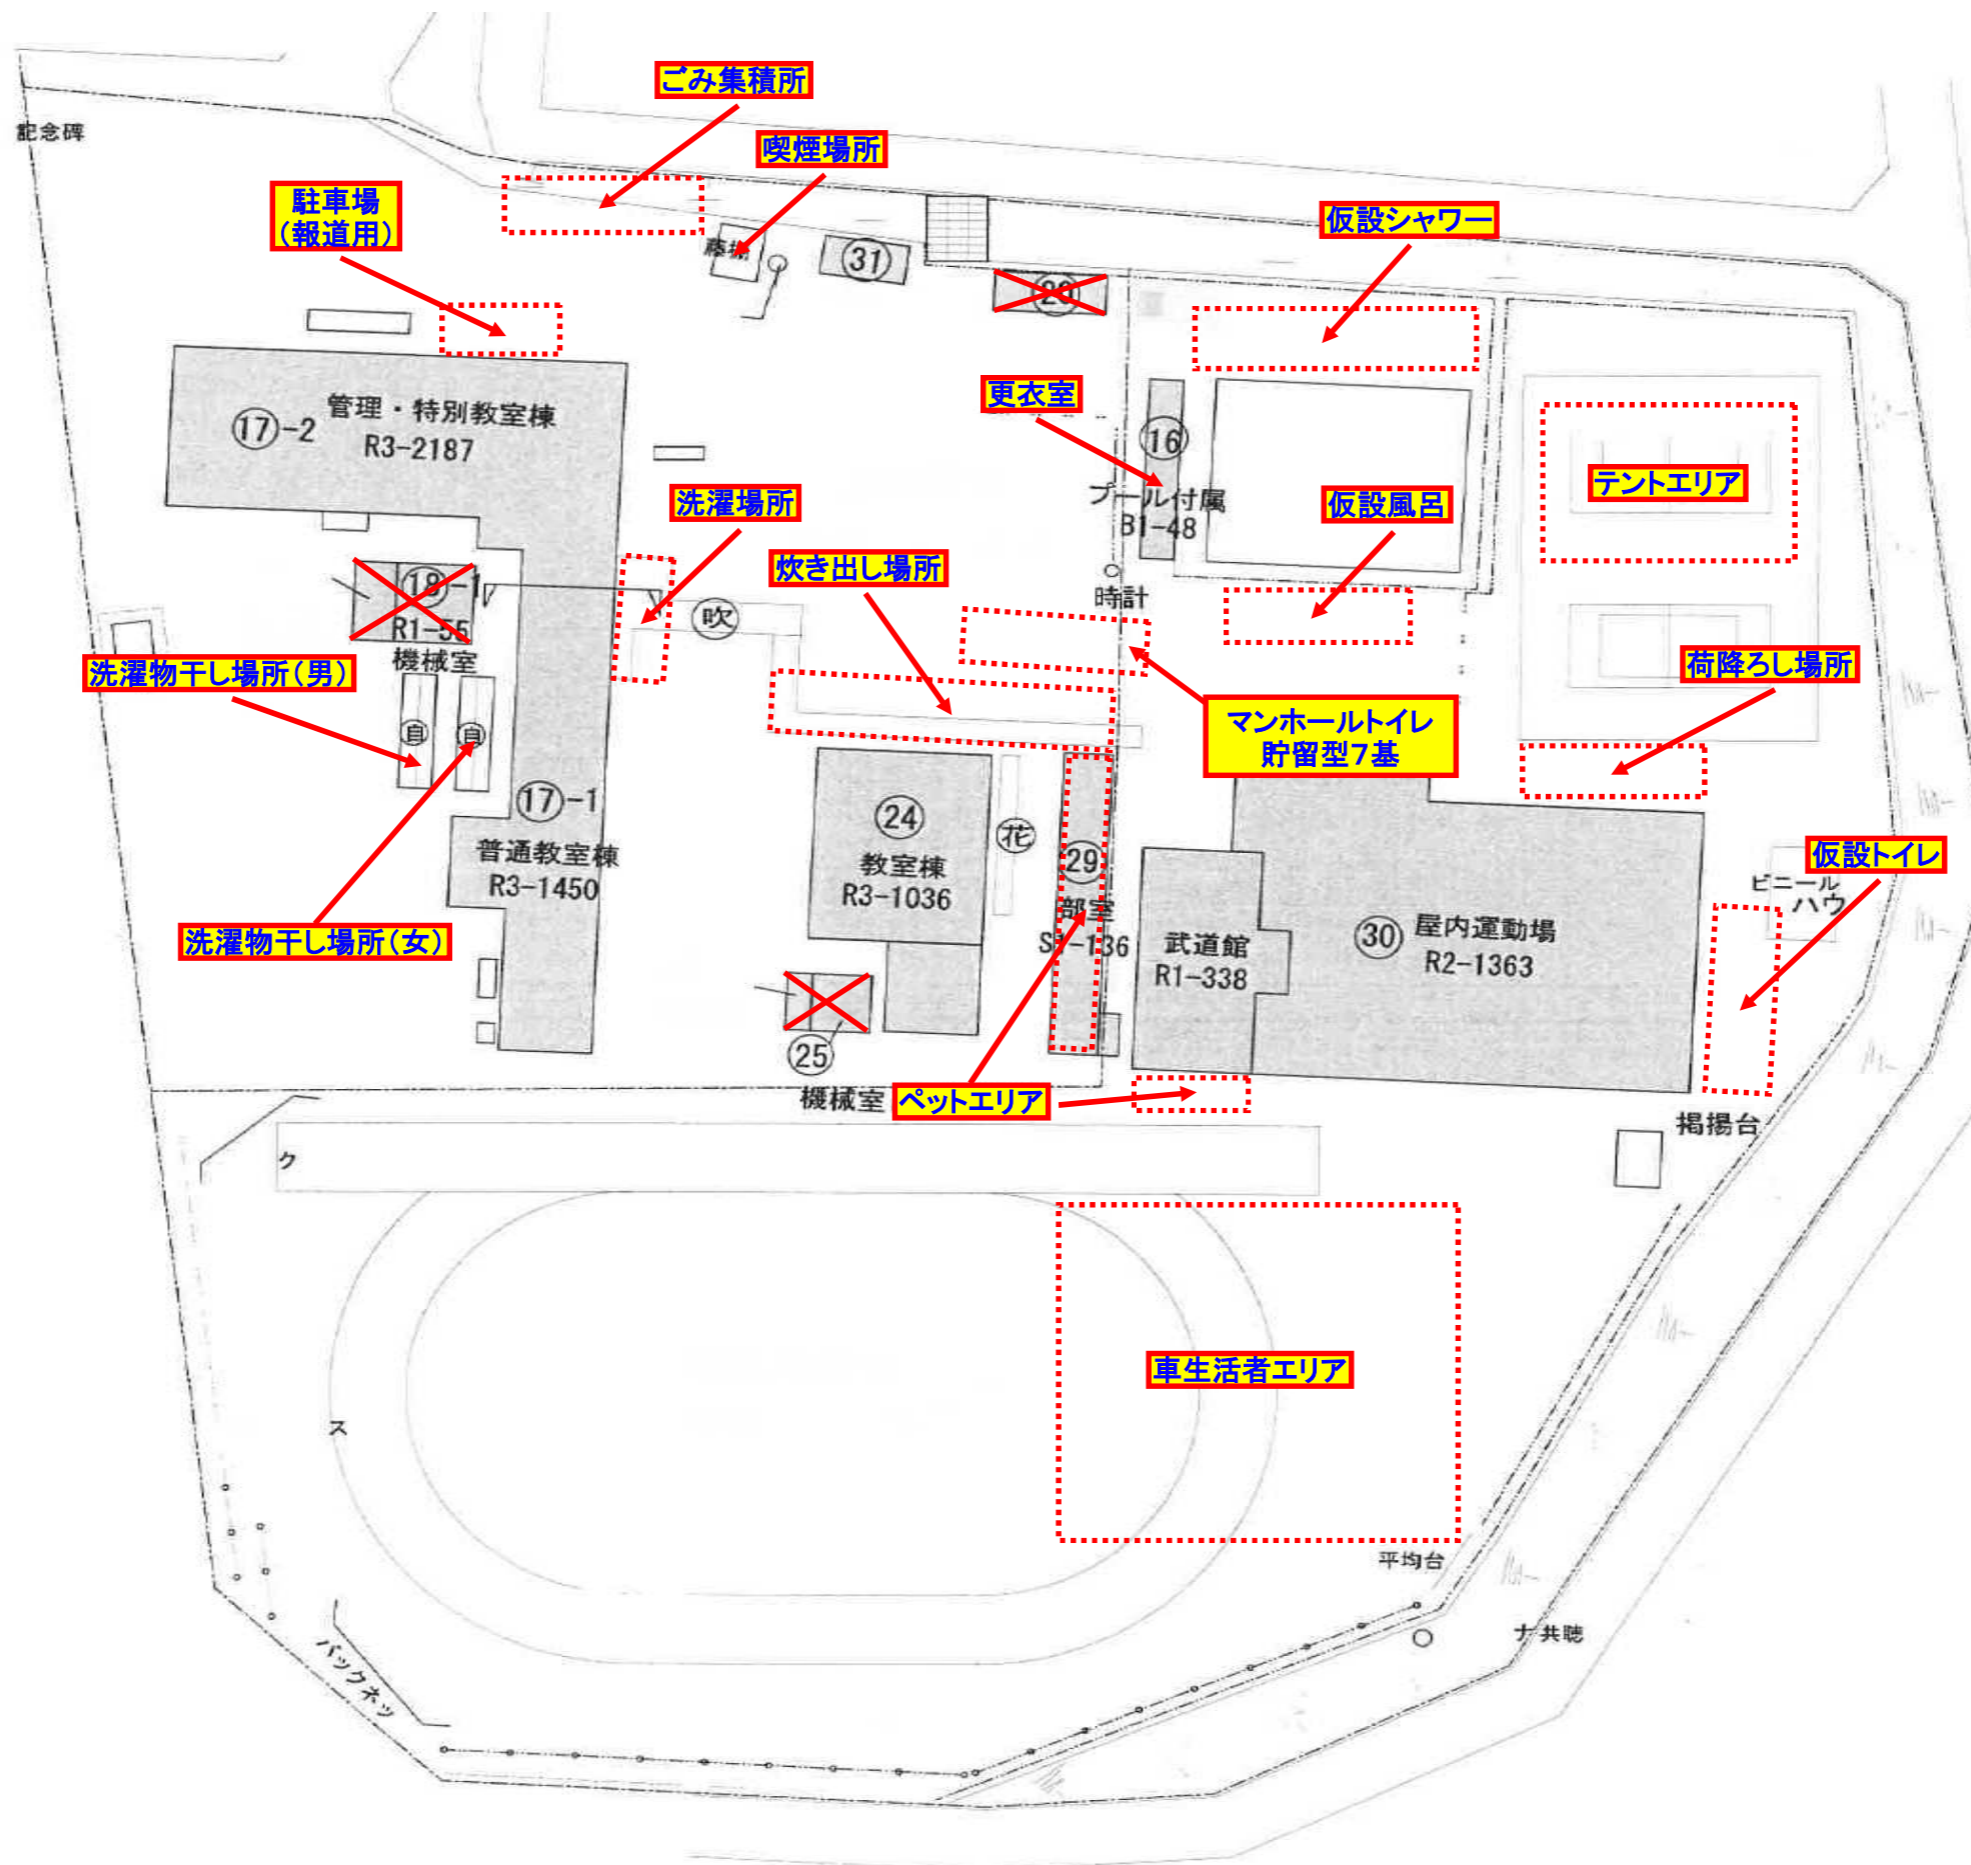 ごみ集積所
記念碑
喫煙場所
駐車場
(報道用)
仮設シャワー
藤棚
31
管理・特別教室棟
⑰-2
R3-2187
更衣室
16
プール付属
B1-48
テントエリア
洗濯場所
仮設風呂
炊き出し場所
-1
R1-55
機械室
吹
時計
洗濯物干し場所(男)
荷降ろし場所
マンホールトイレ
貯留型7基
自
自
⑰-1
普通教室棟
R3-1450
24
教室棟
R3-1036
花
29
部室
S1-136
仮設トイレ
ビニール
ハウ
洗濯物干し場所(女)
武道館
R1-338
30
屋内運動場
R2-1363
25
機械室
ペットエリア
掲揚台
ク
車生活者エリア
ス
平均台
共聴
バックネッ